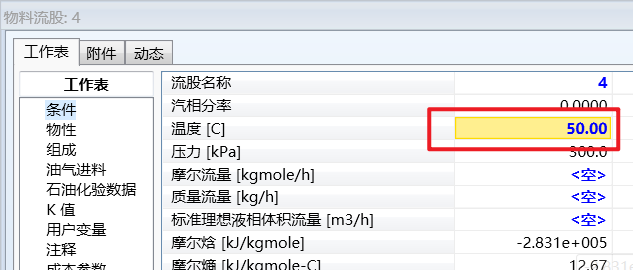 物料流股: 4
工作表 附件 动态
工作表
条件
物性
组成
油气进料
石油化验数据
K 值
用户变量
注释
成本参数
流股名称 4
汽相分率 0.0000
温度 [C] 50.00
压力 [kPa] 300.0
摩尔流量 [kgmole/h] <空>
质量流量 [kg/h] <空>
标准理想液相体积流量 [m3/h] <空>
摩尔焓 [kJ/kgmole] -2.831e+005
摩尔熵 [kJ/kgmole-C] 12.67